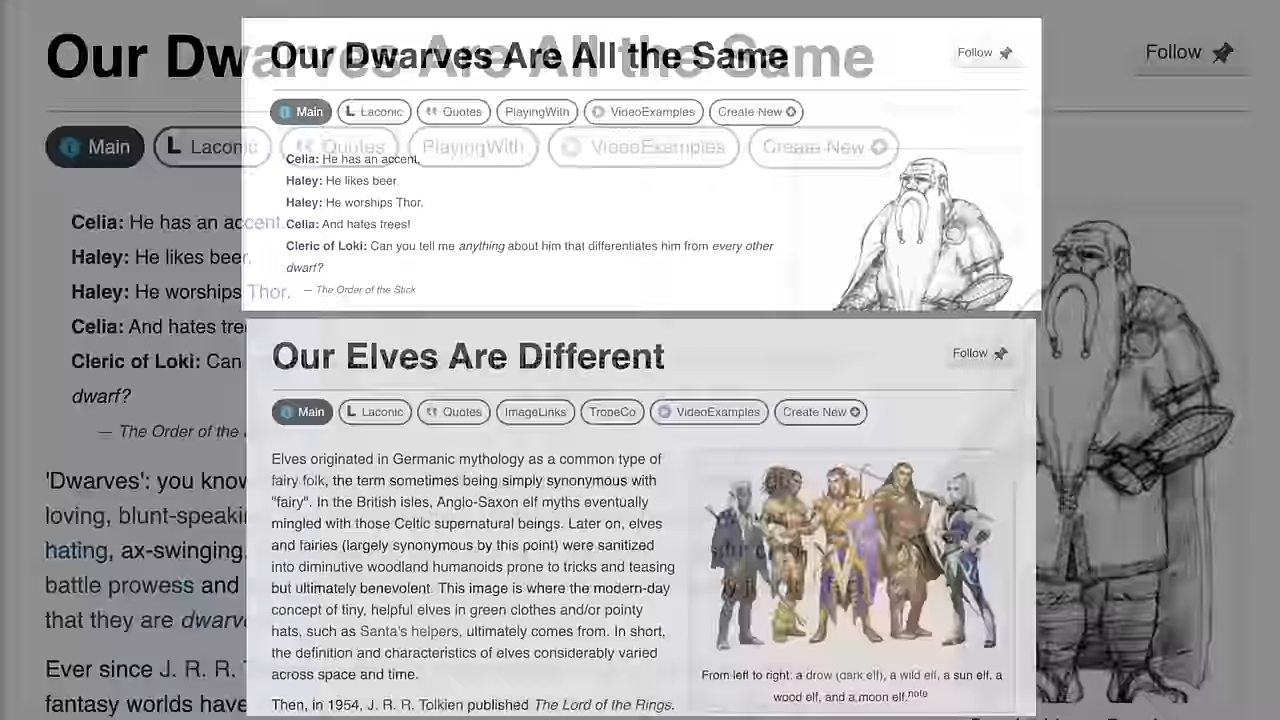 Our Dwarves Are All the Same
Follow
Main
Laconic
Quotes
PlayingWith
VideoExamples
Create New
Celia: He has an accent.
Haley: He likes beer.
Haley: He worships Thor.
Celia: And hates trees!
Cleric of Loki: Can you tell me anything about him that differentiates him from every other
dwarf?
— The Order of the Stick
Our Elves Are Different
Follow
Main
Laconic
Quotes
ImageLinks
TropeCo
VideoExamples
Create New
Elves originated in Germanic mythology as a common type of
fairy folk, the term sometimes being simply synonymous with
"fairy". In the British isles, Anglo-Saxon elf myths eventually
mingled with those Celtic supernatural beings. Later on, elves
and fairies (largely synonymous by this point) were sanitized
into diminutive woodland humanoids prone to tricks and teasing
but ultimately benevolent. This image is where the modern-day
concept of tiny, helpful elves in green clothes and/or pointy
hats, such as Santa's helpers, ultimately comes from. In short,
the definition and characteristics of elves considerably varied
across space and time.
Then, in 1954, J. R. R. Tolkien published The Lord of the Rings.
From left to right: a drow (dark elf), a wild elf, a sun elf, a
wood elf, and a moon elf.note
Our Dwarves Are All the Same
Follow
Main
Laconic
Quotes
PlayingWith
VideoExamples
Create New
Celia: He has an accent.
Haley: He likes beer.
Haley: He worships Thor.
Celia: And hates
Cleric of Loki: Can
dwarf?
— The Order of the
'Dwarves': you know
loving,
hating, ax-swinging,
battle prowess and
that they are
Ever since J. R. R.
fantasy worlds have